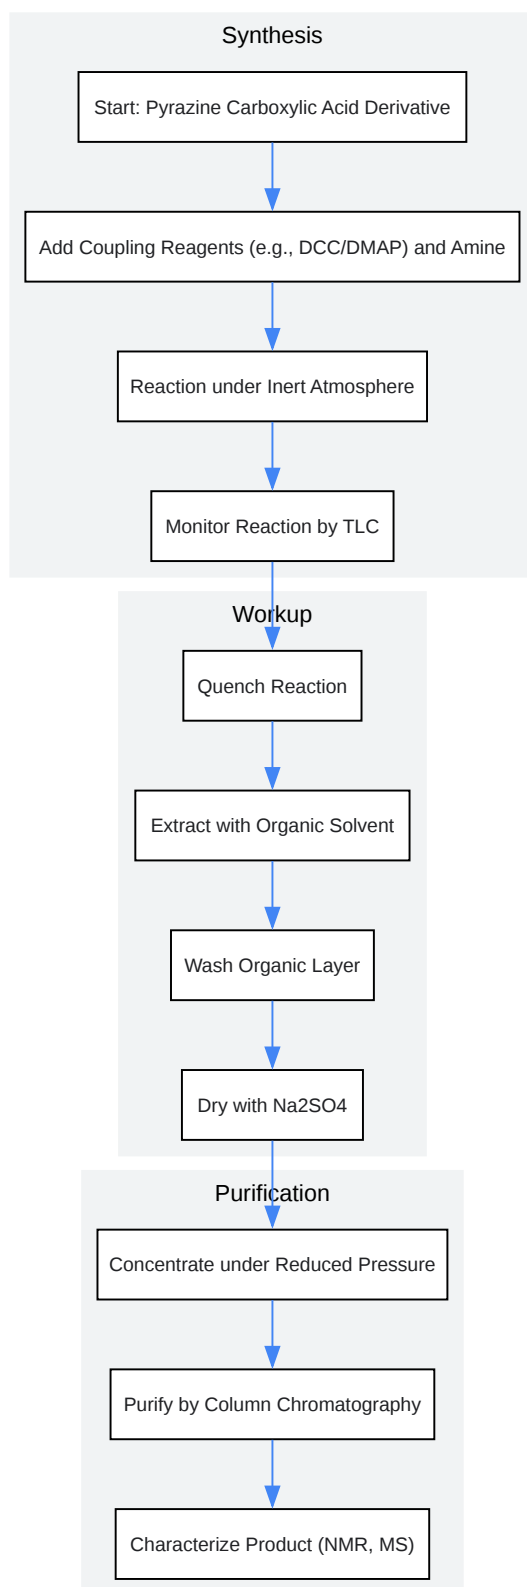 Synthesis
Start: Pyrazine Carboxylic Acid Derivative
Add Coupling Reagents (e.g., DCC/DMAP) and Amine
Reaction under Inert Atmosphere
Monitor Reaction by TLC
Workup
Quench Reaction
Extract with Organic Solvent
Wash Organic Layer
Dry with Na2SO4
Purification
Concentrate under Reduced Pressure
Purify by Column Chromatography
Characterize Product (NMR, MS)